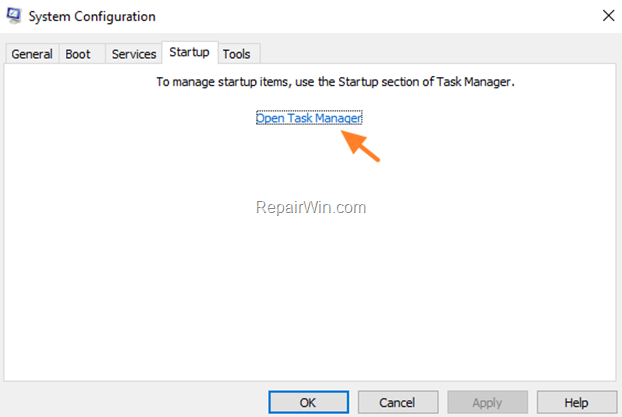 System Configuration
General Boot Services Startup Tools
To manage startup items, use the Startup section of Task Manager.
Open Task Manager
RepairWin.com
OK Cancel Apply Help